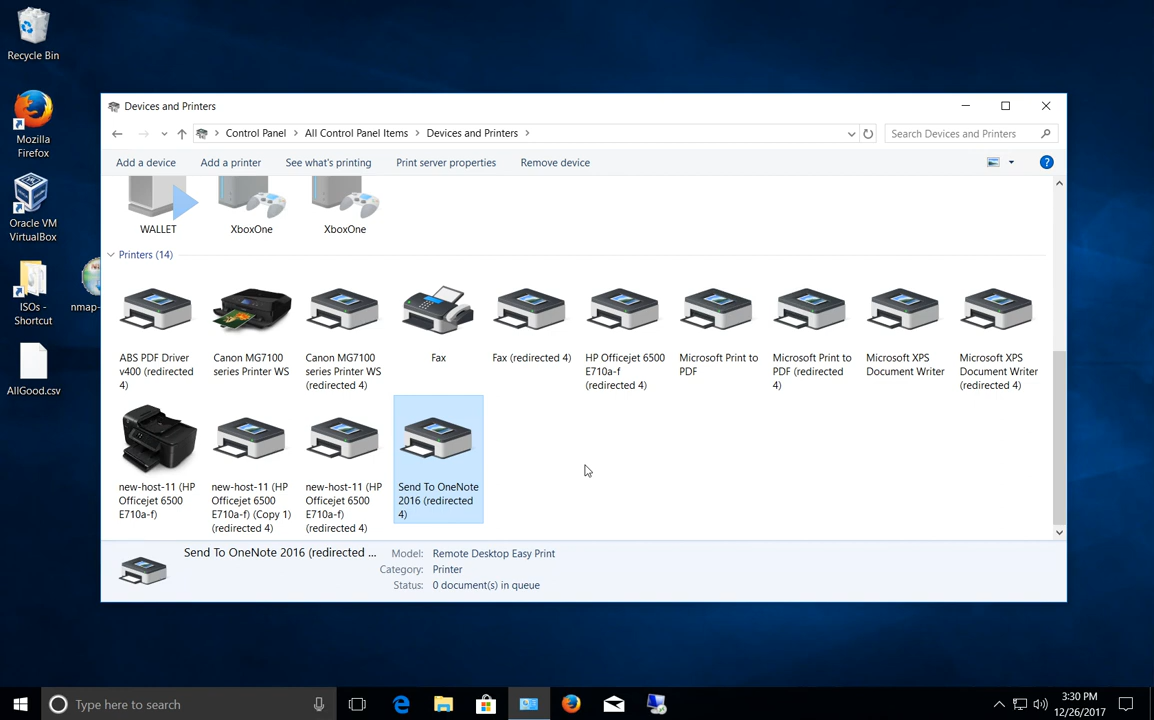 Recycle Bin
Mozilla
Firefox
Oracle VM
VirtualBox
ISOs -
Shortcut
nmap-
AllGood.csv
Devices and Printers
Control Panel
All Control Panel Items
Devices and Printers
Search Devices and Printers
Add a device
Add a printer
See what's printing
Print server properties
Remove device
?
WALLET
XboxOne
XboxOne
Printers (14)
ABS PDF Driver
v400 (redirected
4)
Canon MG7100
series Printer WS
Canon MG7100
series Printer WS
(redirected 4)
Fax
Fax (redirected 4)
HP Officejet 6500
E710a-f
(redirected 4)
Microsoft Print to
PDF
Microsoft Print to
PDF (redirected
4)
Microsoft XPS
Document Writer
Microsoft XPS
Document Writer
(redirected 4)
new-host-11 (HP
Officejet 6500
E710a-f)
new-host-11 (HP
Officejet 6500
E710a-f) (Copy 1)
(redirected 4)
new-host-11 (HP
Officejet 6500
E710a-f)
(redirected 4)
Send To OneNote
2016 (redirected
4)
Send To OneNote 2016 (redirected ...
Model: Remote Desktop Easy Print
Category: Printer
Status: 0 document(s) in queue
Type here to search
3:30 PM
12/26/2017